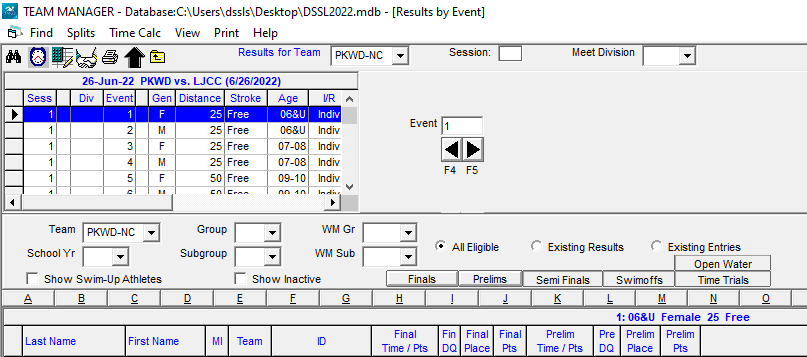 TEAM MANAGER - Database:C:\Users\dssls\Desktop\DSSL2022.mdb - [Results by Event]
Find Splits Time Calc View Print Help
Results for Team PKWD-NC Session: Meet Division
26-Jun-22 PKWD vs. LJCC (6/26/2022)
Sess Div Event Gen Distance Stroke Age I/R
1 1 F 25 Free 06&U Indiv
1 2 M 25 Free 06&U Indiv
1 3 F 25 Free 07-08 Indiv
1 4 M 25 Free 07-08 Indiv
1 5 F 50 Free 09-10 Indiv
1 6 M 50 Free 09-10 Indiv
Event 1
F4 F5
Team PKWD-NC Group WM Gr
All Eligible Existing Results Existing Entries
School Yr Subgroup WM Sub
Open Water
Show Swim-Up Athletes Show Inactive Finals Prelims Semi Finals Swimoffs Time Trials
A B C D E F G H I J K L M N O
1: 06&U Female 25 Free
Last Name First Name MI Team ID Final Time / Pts Fin DQ Final Place Final Pts Prelim Time / Pts Pre DQ Prelim Place Prelim Pts